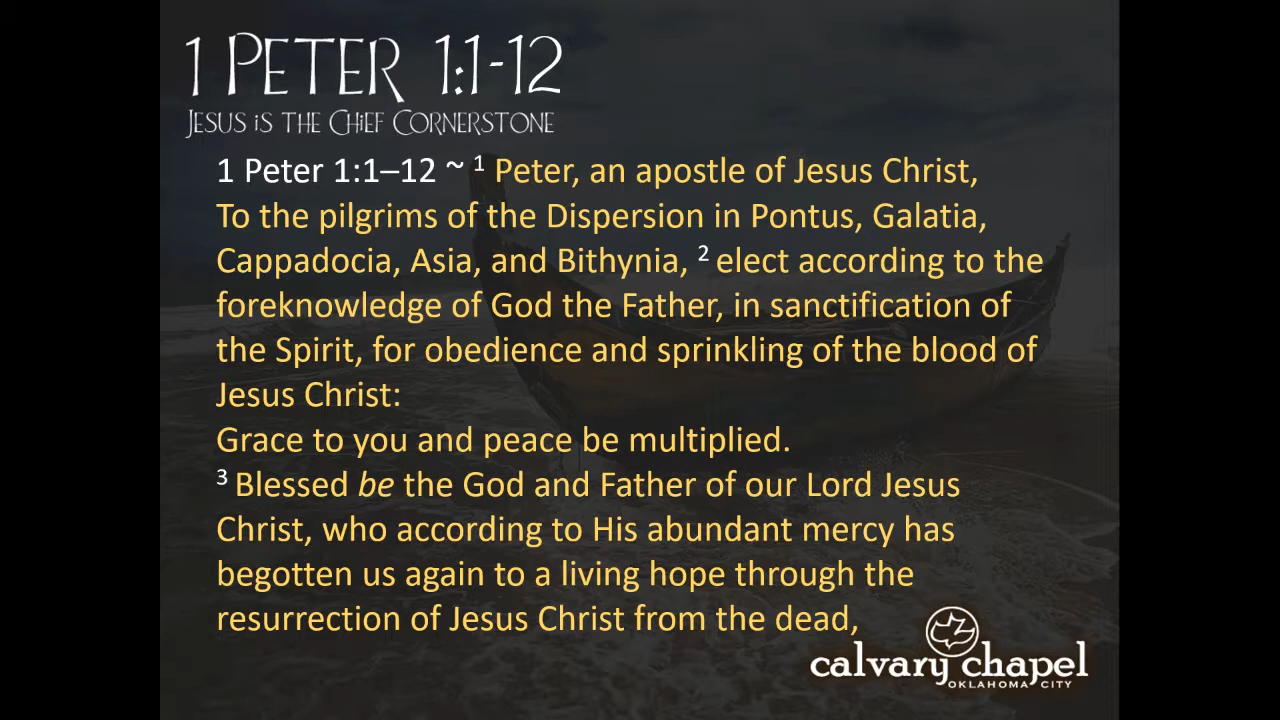 1 PETER 1:1-12
JESUS iS THE CHiEF CORNERSTONE
1 Peter 1:1–12 ~ 1 Peter, an apostle of Jesus Christ,
To the pilgrims of the Dispersion in Pontus, Galatia,
Cappadocia, Asia, and Bithynia, 2 elect according to the
foreknowledge of God the Father, in sanctification of
the Spirit, for obedience and sprinkling of the blood of
Jesus Christ:
Grace to you and peace be multiplied.
3 Blessed be the God and Father of our Lord Jesus
Christ, who according to His abundant mercy has
begotten us again to a living hope through the
resurrection of Jesus Christ from the dead,
calvary chapel
OKLAHOMA CITY